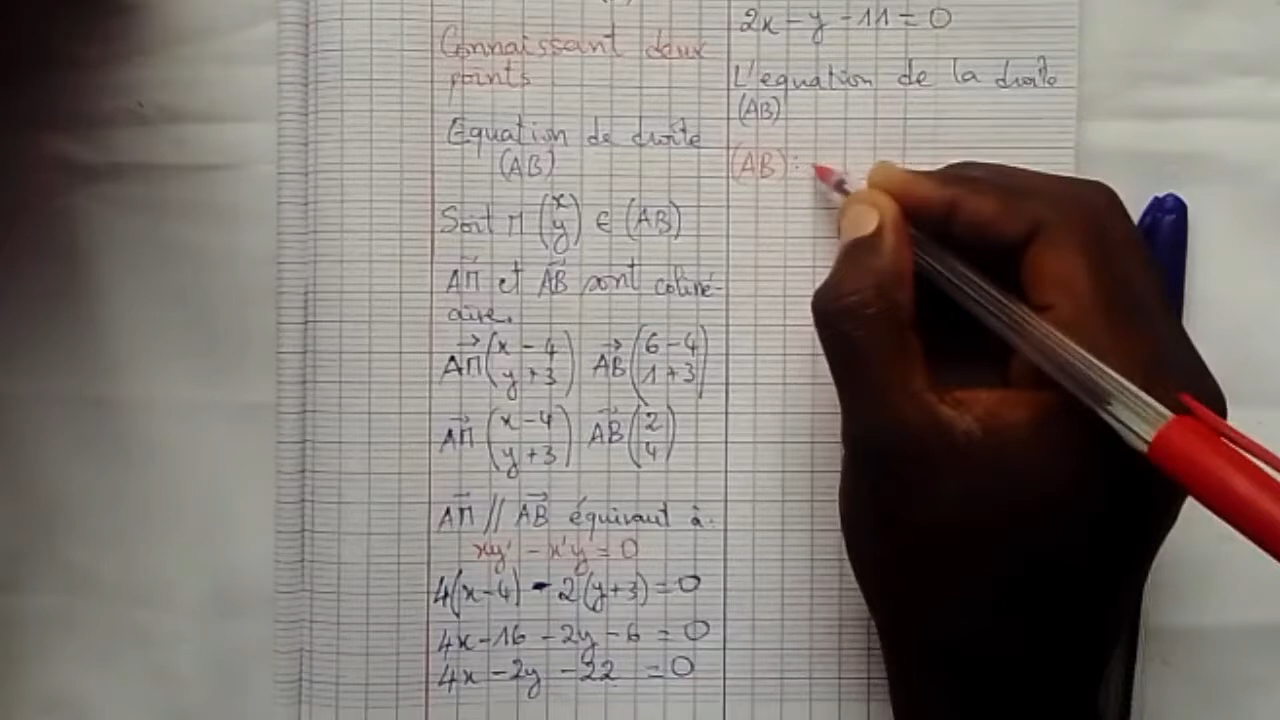 Connaissant deux
points
Equation de droite
(AB)
Soit M (x y) ∈ (AB)
AM et AB sont coliné-
aire.
AM (x - 4 y + 3) AB (6 - 4 1 + 3)
AM (x - 4 y + 3) AB (2 4)
AM // AB équivaut à.
xy' - x'y = 0
4(x-4) - 2(y+3) = 0
4x - 16 - 2y - 6 = 0
4x - 2y - 22 = 0
2x - y - 11 = 0
L'equation de la droite
(AB)
(AB) :